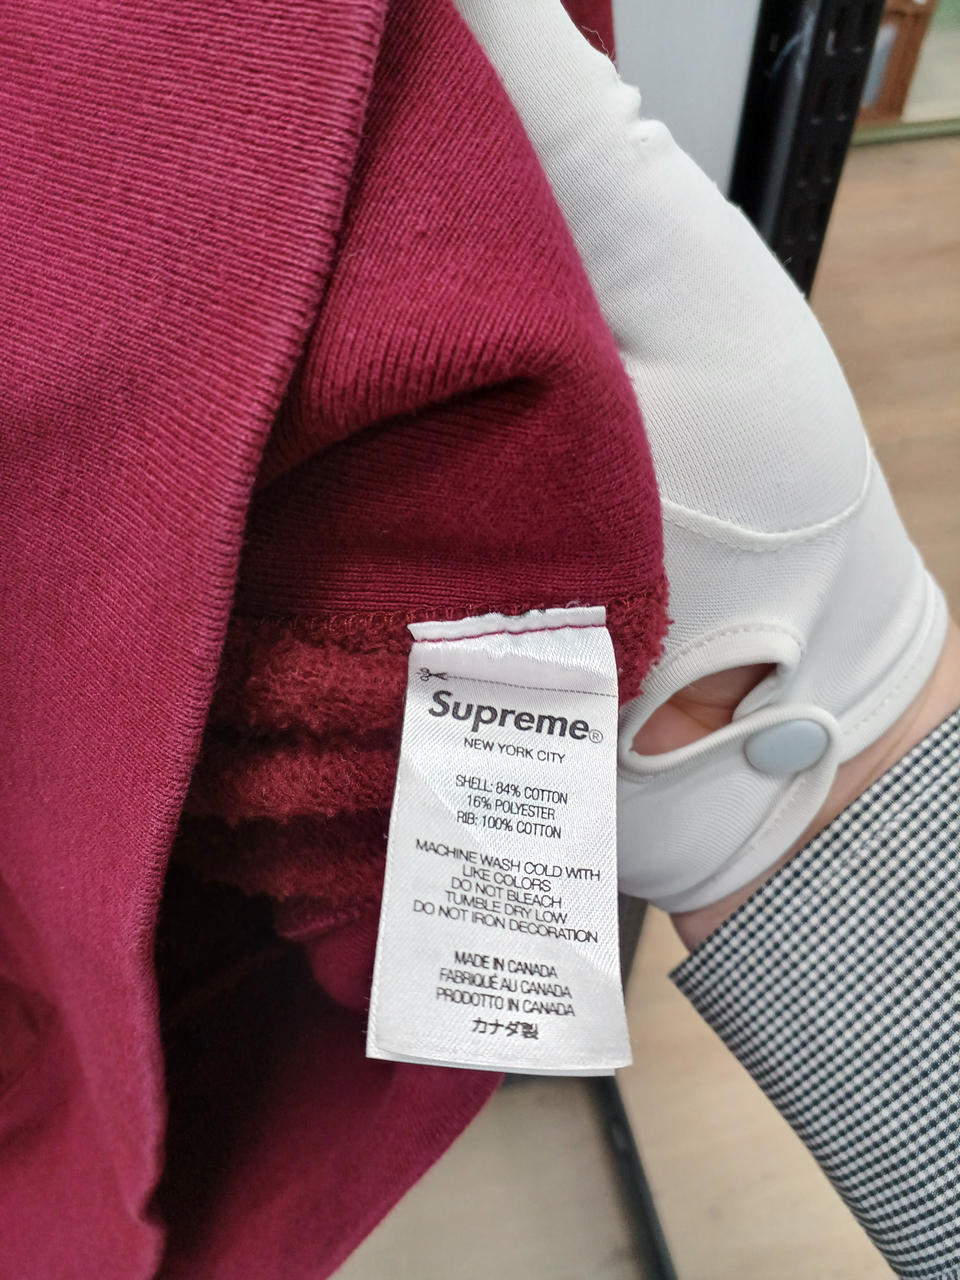 Supreme®
NEW YORK CITY
SHELL: 84% COTTON
16% POLYESTER
RIB: 100% COTTON
MACHINE WASH COLD WITH
LIKE COLORS
DO NOT BLEACH
TUMBLE DRY LOW
DO NOT IRON DECORATION
MADE IN CANADA
FABRIQUÉ AU CANADA
PRODOTTO IN CANADA
カナダ製